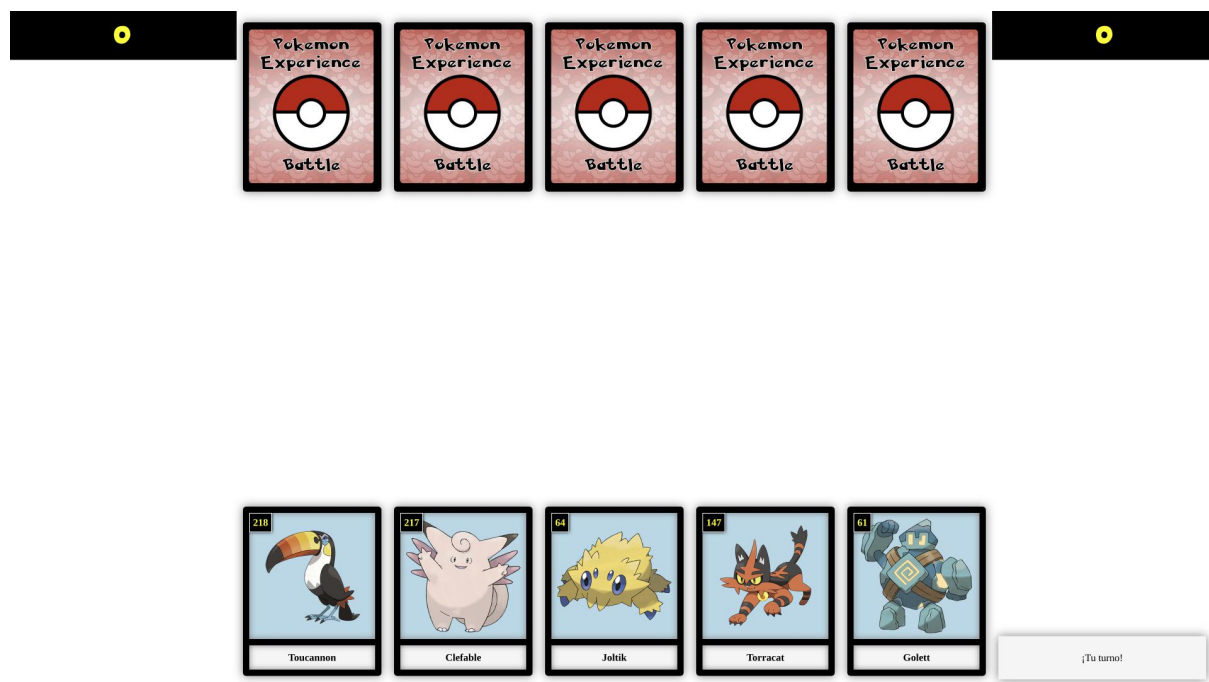 0
Pokemon
Experience
Battle
Pokemon
Experience
Battle
Pokemon
Experience
Battle
Pokemon
Experience
Battle
Pokemon
Experience
Battle
0
218
Toucannon
217
Clefable
64
Joltik
147
Torracat
61
Golett
¡Tu turno!